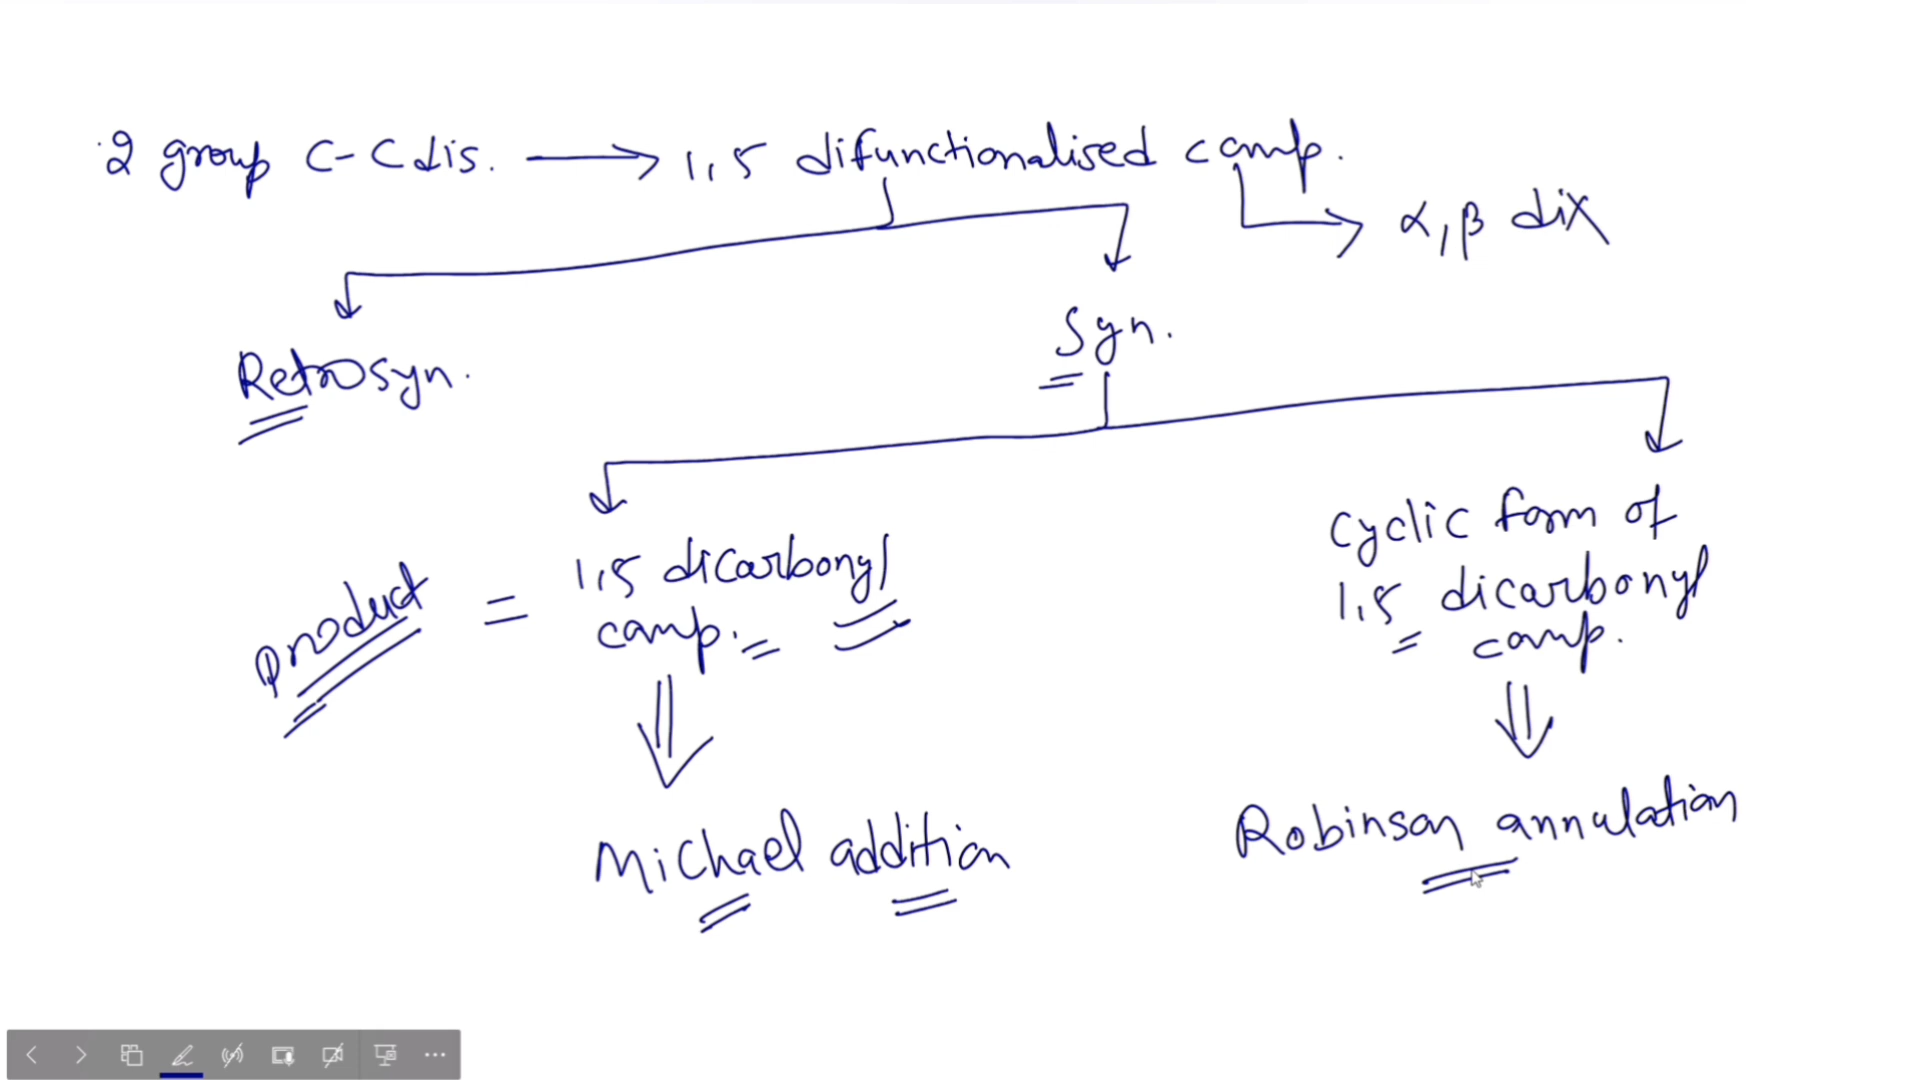 2 group C-C dis. → 1,5 difunctionalised comp.
α,β dix
Retrosyn.
Syn.
product = 1,5 dicarbonyl comp.
Cyclic form of
1,5 dicarbonyl
comp.
Michael addition
Robinson annulation